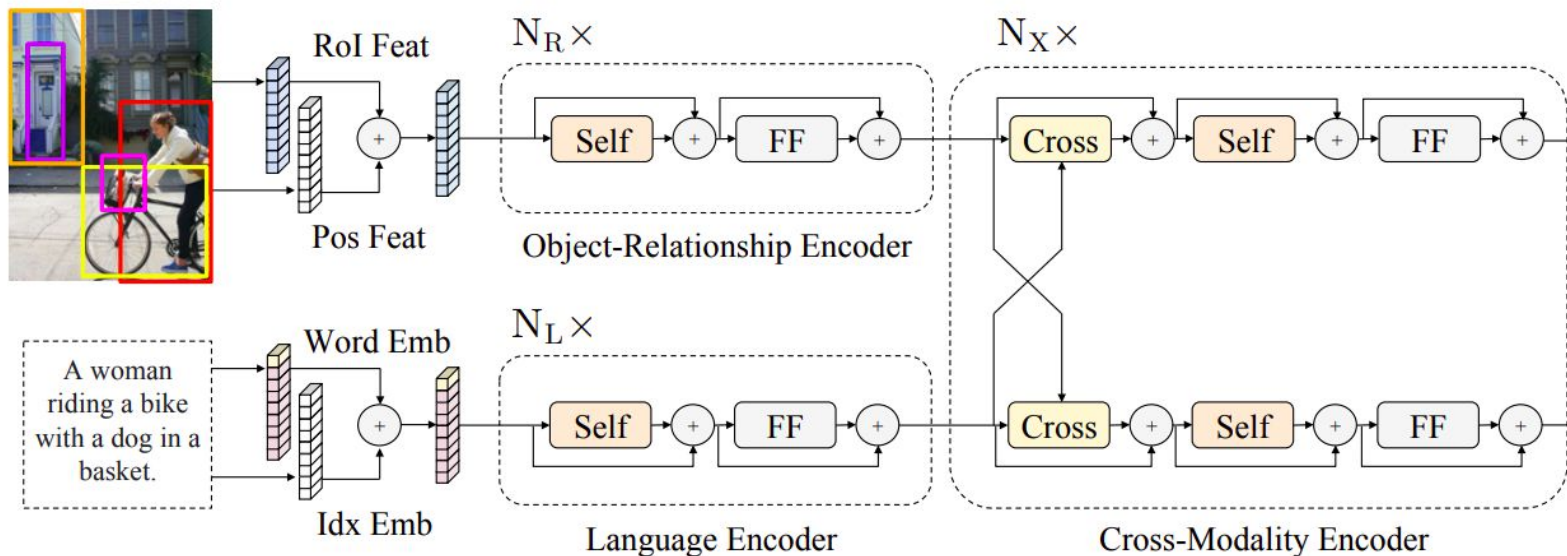 RoI Feat
Pos Feat
N_R ×
Self
+
FF
+
Object-Relationship Encoder
N_X ×
Cross
+
Self
+
FF
+
A woman
riding a bike
with a dog in a
basket.
Word Emb
+
Idx Emb
N_L ×
Self
+
FF
+
Language Encoder
Cross
+
Self
+
FF
+
Cross-Modality Encoder
+